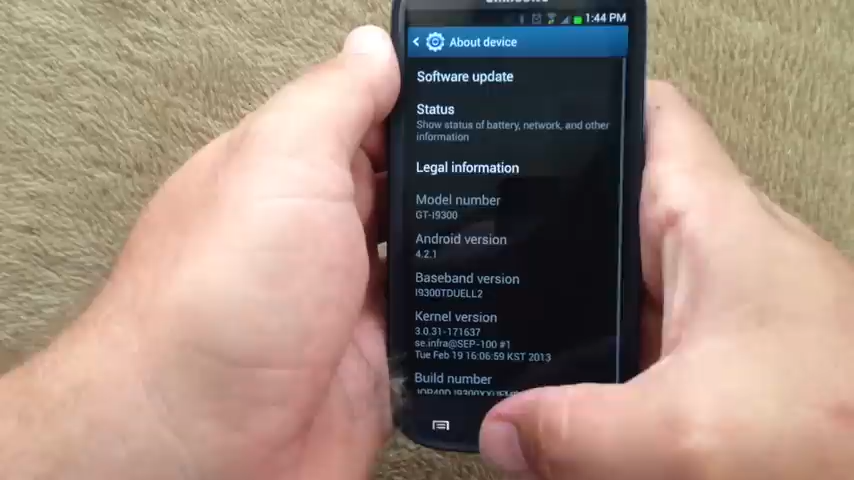 1:44 PM
About device
Software update
Status
Show status of battery, network, and other
information
Legal information
Model number
GT-I9300
Android version
4.2.1
Baseband version
I9300TDUELL2
Kernel version
3.0.31-171637
se.infra@SEP-100 #1
Tue Feb 19 16:06:59 KST 2013
Build number